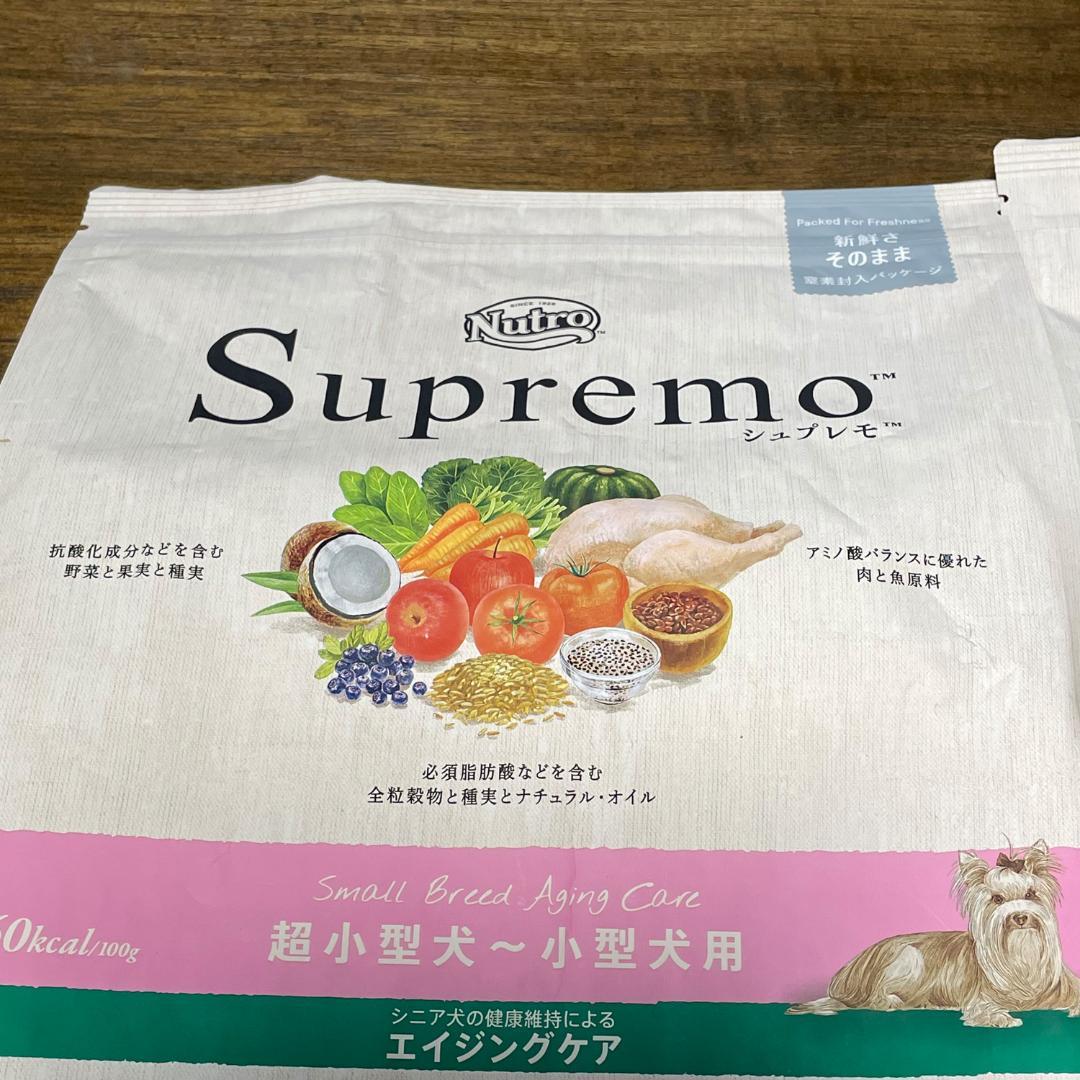 Packed For Freshness
新鮮さ
そのまま
窒素封入パッケージ
SINCE 1926
Nutro™
Supremo™
シュプレモ™
抗酸化成分などを含む
野菜と果実と種実
アミノ酸バランスに優れた
肉と魚原料
必須脂肪酸などを含む
全粒穀物と種実とナチュラル・オイル
Small Breed Aging Care
60kcal/100g
超小型犬～小型犬用
シニア犬の健康維持による
エイジングケア